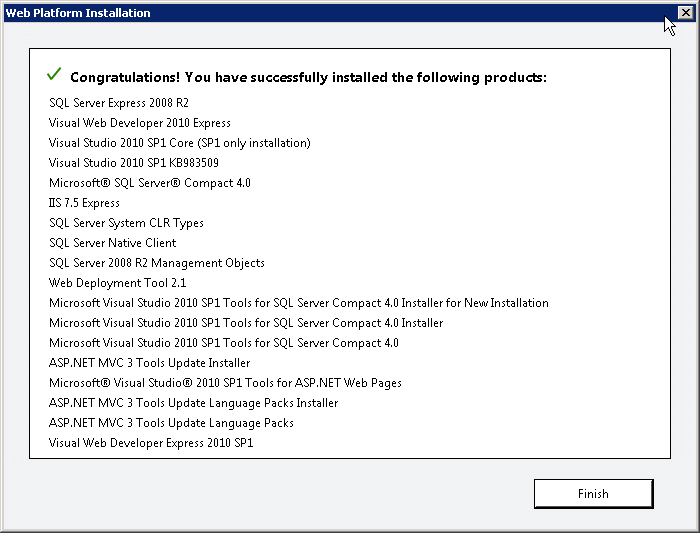 Web Platform Installation
Congratulations! You have successfully installed the following products:
SQL Server Express 2008 R2
Visual Web Developer 2010 Express
Visual Studio 2010 SP1 Core (SP1 only installation)
Visual Studio 2010 SP1 KB983509
Microsoft® SQL Server® Compact 4.0
IIS 7.5 Express
SQL Server System CLR Types
SQL Server Native Client
SQL Server 2008 R2 Management Objects
Web Deployment Tool 2.1
Microsoft Visual Studio 2010 SP1 Tools for SQL Server Compact 4.0 Installer for New Installation
Microsoft Visual Studio 2010 SP1 Tools for SQL Server Compact 4.0 Installer
Microsoft Visual Studio 2010 SP1 Tools for SQL Server Compact 4.0
ASP.NET MVC 3 Tools Update Installer
Microsoft® Visual Studio® 2010 SP1 Tools for ASP.NET Web Pages
ASP.NET MVC 3 Tools Update Language Packs Installer
ASP.NET MVC 3 Tools Update Language Packs
Visual Web Developer Express 2010 SP1
Finish